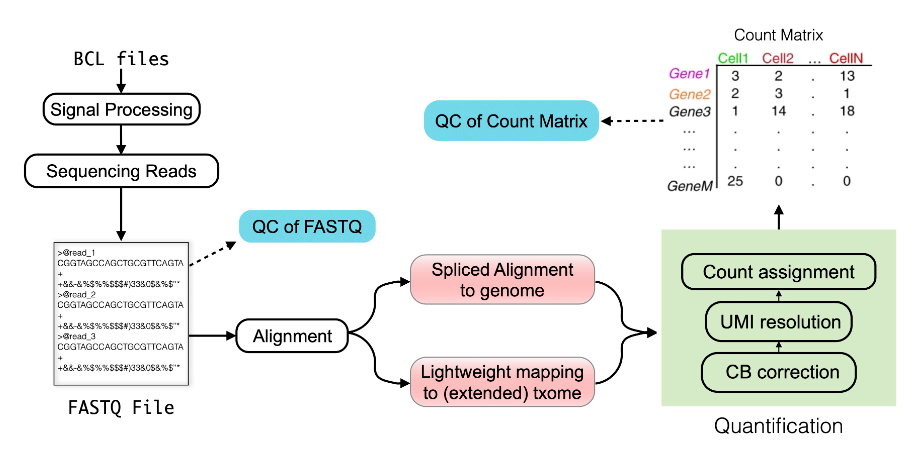 BCL files
Signal Processing
Sequencing Reads
QC of FASTQ
>@read_1
CGGTAGCCAGCTGCGTTCAGTA
+
+&&-&%$%%$$$#)33&0$&%$"*
>@read_2
CGGTAGCCAGCTGCGTTCAGTA
+
+&&-&%$%%$$$#)33&0$&%$"*
>@read_3
CGGTAGCCAGCTGCGTTCAGTA
+
+&&-&%$%%$$$#)33&0$&%$"*
FASTQ File
Alignment
Spliced Alignment
to genome
Lightweight mapping
to (extended) txome
Count assignment
UMI resolution
CB correction
Quantification
QC of Count Matrix
Count Matrix
Cell1 Cell2 ... CellN
Gene1 3 2 . 13
Gene2 2 3 . 1
Gene3 1 14 . 18
... . . . .
... . . . .
... . . . .
GeneM 25 0 . 0